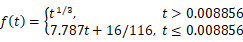 f(t) = { t^{1/3}, t > 0.008856
7.787t + 16/116, t ≤ 0.008856